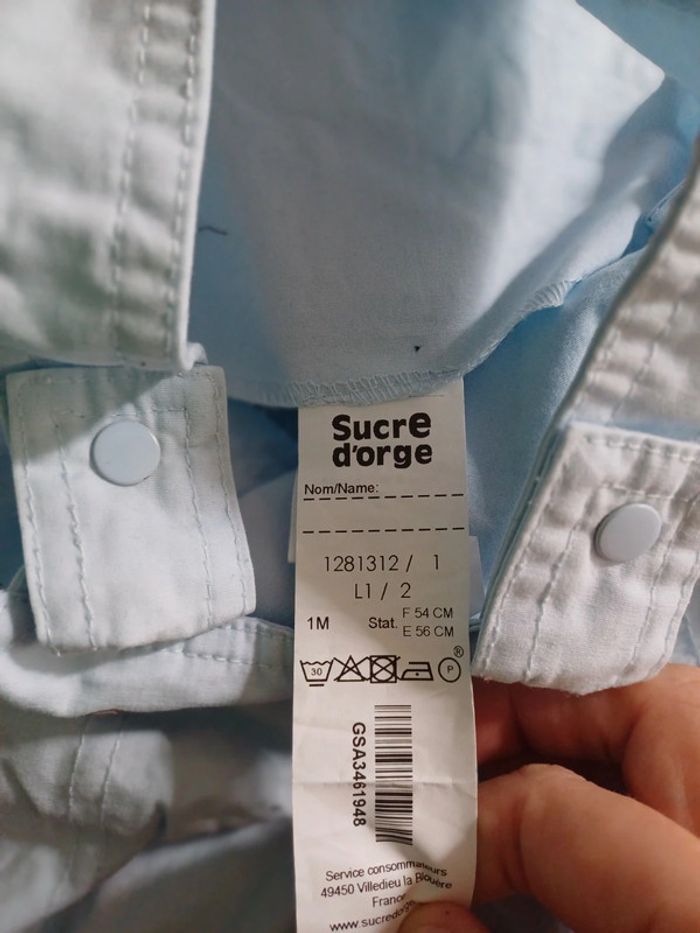 Sucre
d'orge
Nom/Name:
1281312 / 1
L1 / 2
1M Stat. F 54 CM
E 56 CM
30
P
®
GSA3461948
Service consommateurs
49450 Villedieu la Blouère
France
www.sucredorge